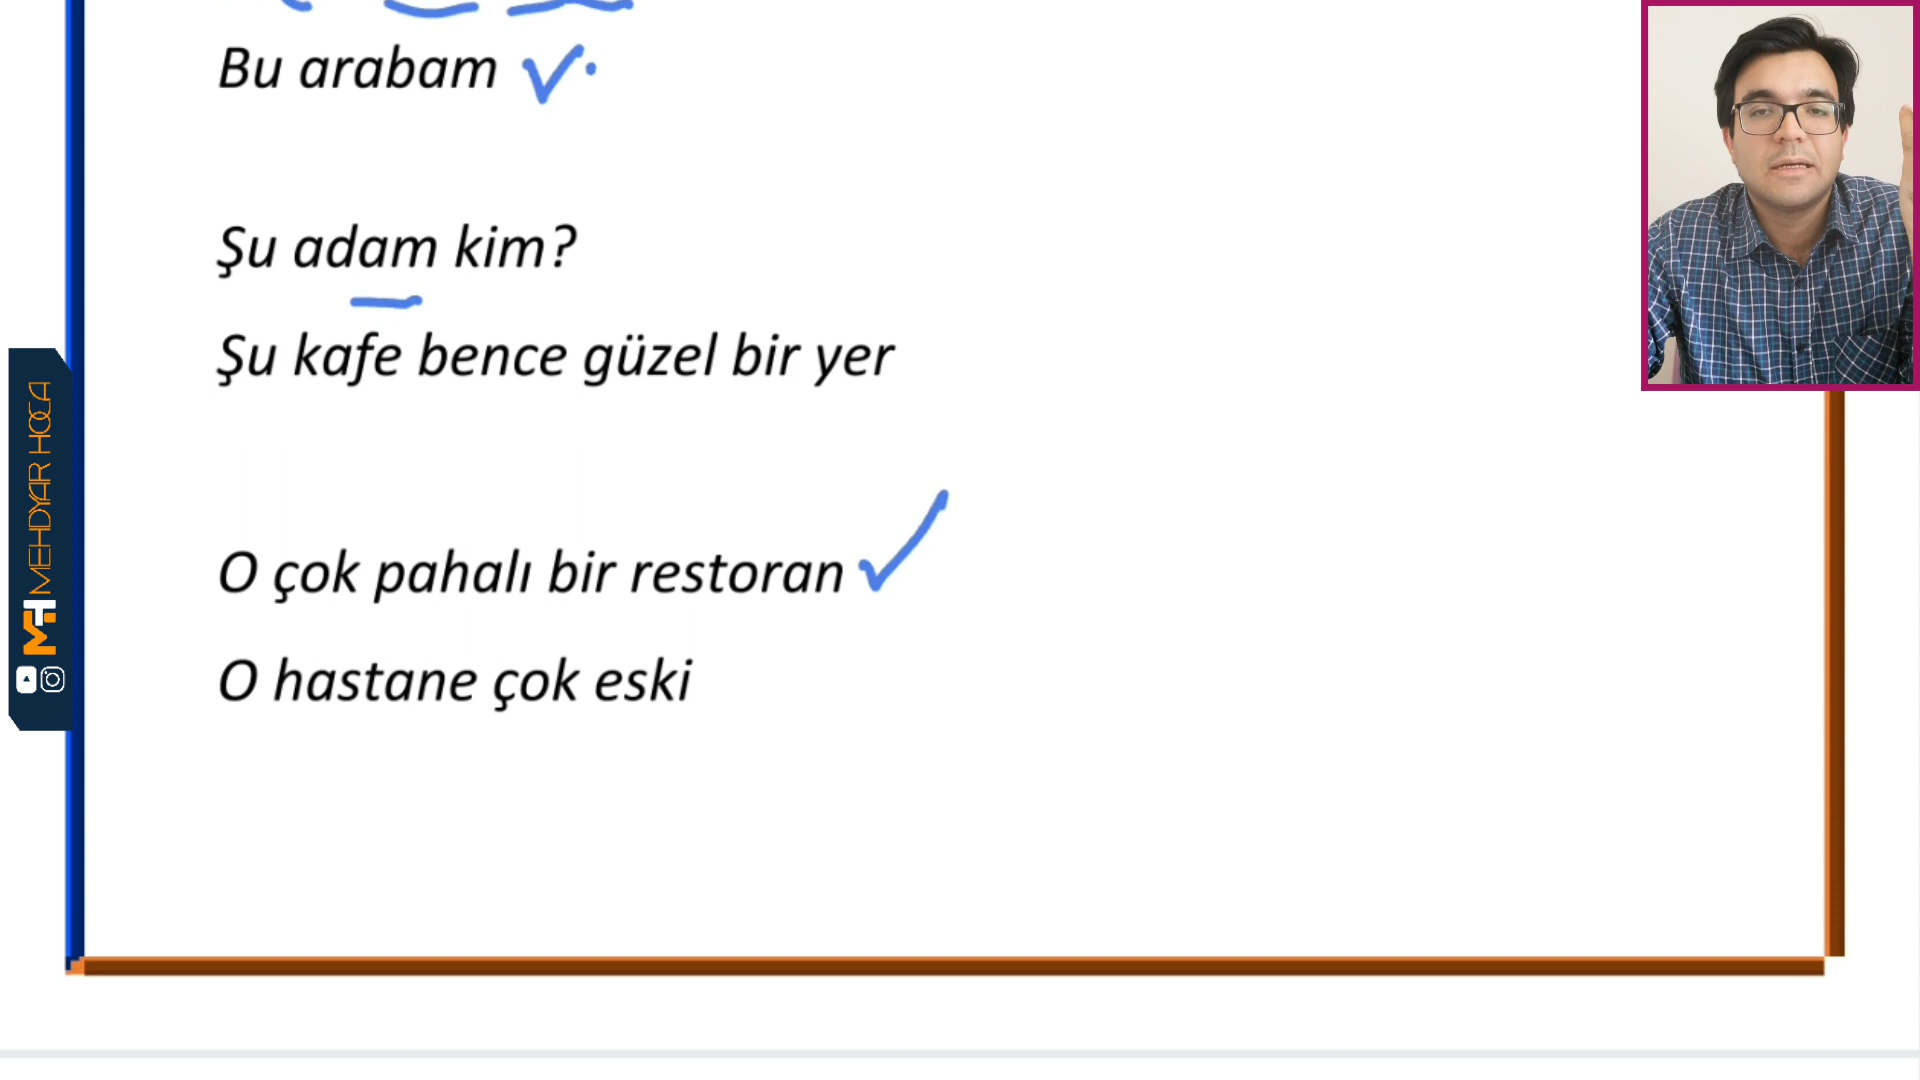 Bu arabam
Şu adam kim?
Şu kafe bence güzel bir yer
O çok pahalı bir restoran
O hastane çok eski
MEHDYAR HOCA